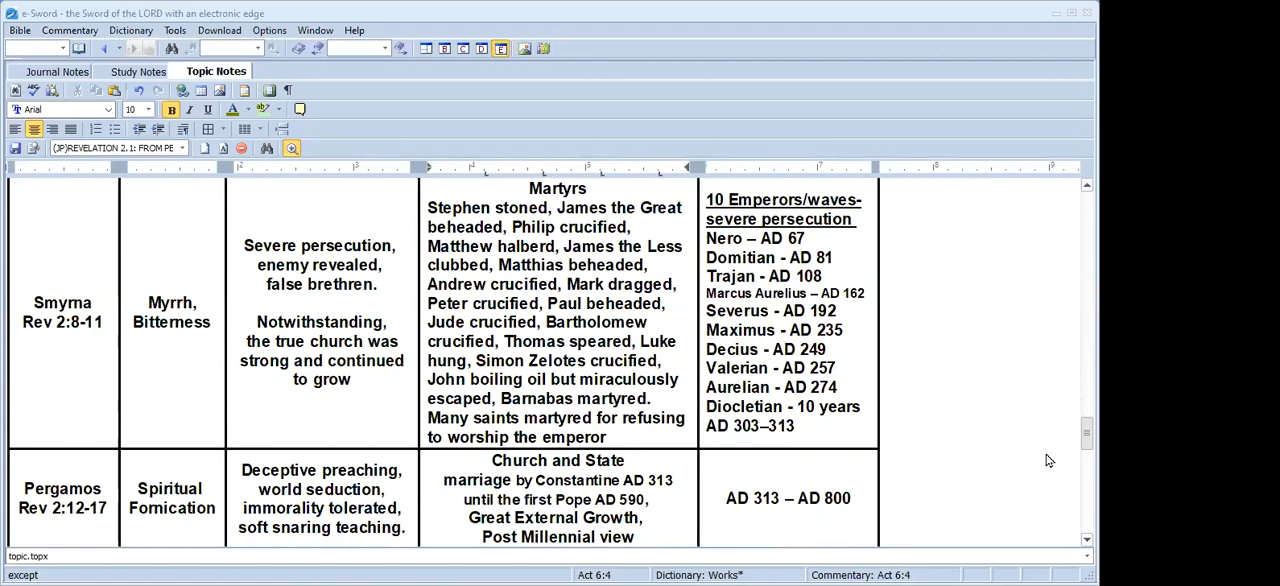 e-Sword - the Sword of the LORD with an electronic edge
Bible Commentary Dictionary Tools Download Options Window Help
B C D E
Journal Notes Study Notes Topic Notes
Arial 10 B I U A
(JP)REVELATION 2.1: FROM PE
2 3 4 5 7 8 9
Smyrna
Rev 2:8-11
Myrrh,
Bitterness
Severe persecution,
enemy revealed,
false brethren.
Notwithstanding,
the true church was
strong and continued
to grow
Martyrs
Stephen stoned, James the Great
beheaded, Philip crucified,
Matthew halberd, James the Less
clubbed, Matthias beheaded,
Andrew crucified, Mark dragged,
Peter crucified, Paul beheaded,
Jude crucified, Bartholomew
crucified, Thomas speared, Luke
hung, Simon Zelotes crucified,
John boiling oil but miraculously
escaped, Barnabas martyred.
Many saints martyred for refusing
to worship the emperor
10 Emperors/waves-
severe persecution
Nero – AD 67
Domitian - AD 81
Trajan - AD 108
Marcus Aurelius – AD 162
Severus - AD 192
Maximus - AD 235
Decius - AD 249
Valerian - AD 257
Aurelian - AD 274
Diocletian - 10 years
AD 303–313
Pergamos
Rev 2:12-17
Spiritual
Fornication
Deceptive preaching,
world seduction,
immorality tolerated,
soft snaring teaching.
Church and State
marriage by Constantine AD 313
until the first Pope AD 590,
Great External Growth,
Post Millennial view
AD 313 – AD 800
topic.topx
except Act 6:4 Dictionary: Works* Commentary: Act 6:4